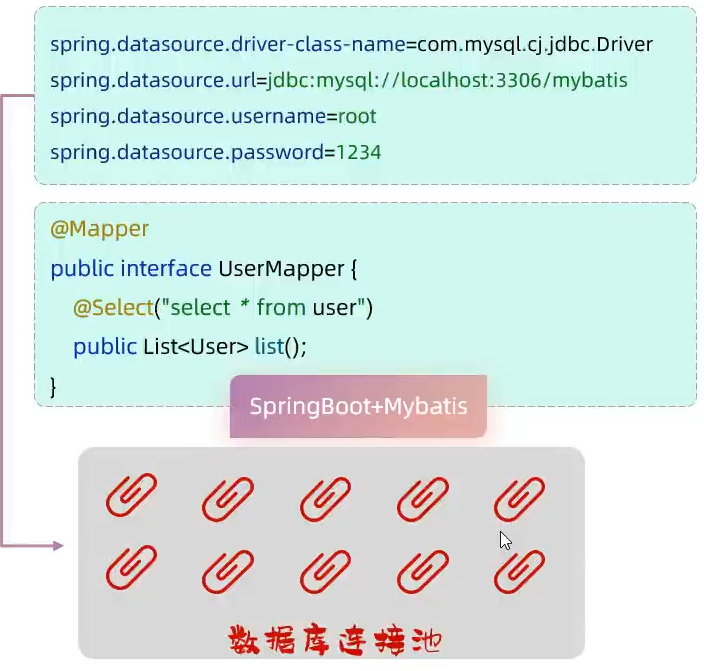 spring.datasource.driver-class-name=com.mysql.cj.jdbc.Driver
spring.datasource.url=jdbc:mysql://localhost:3306/mybatis
spring.datasource.username=root
spring.datasource.password=1234
@Mapper
public interface UserMapper {
@Select("select * from user")
public List<User> list();
}
SpringBoot+Mybatis
数据库连接池